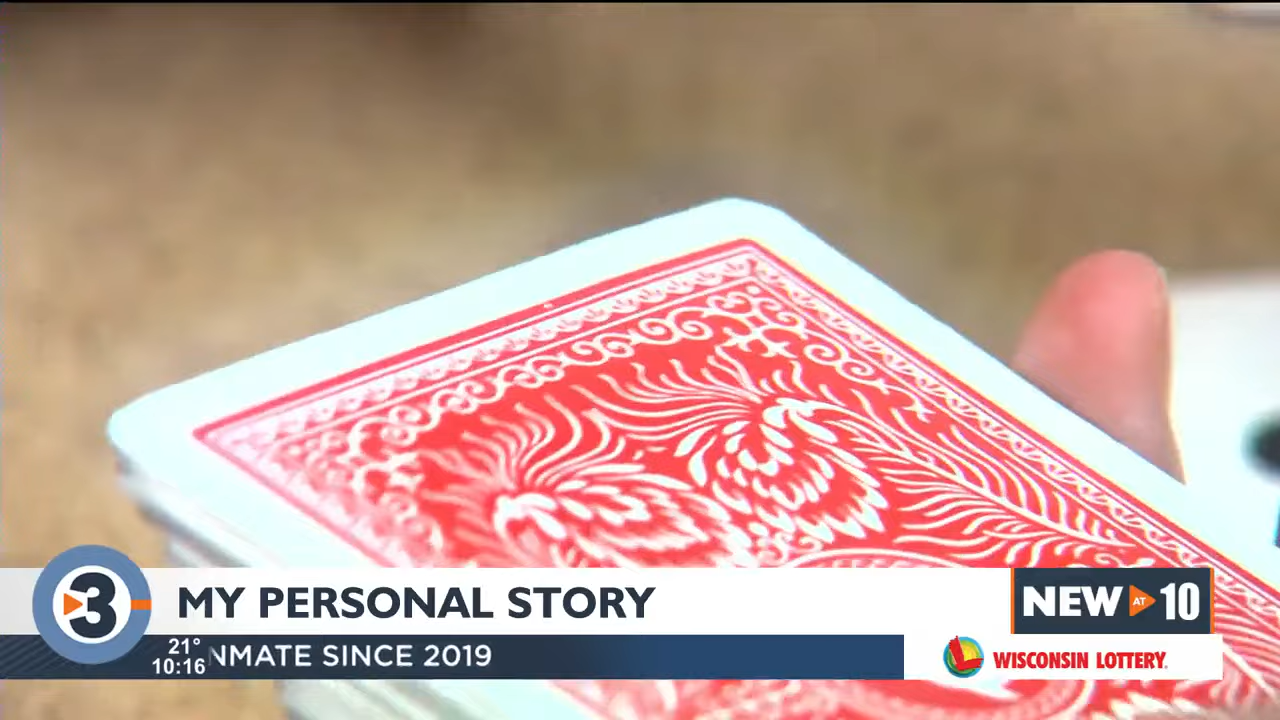 3
MY PERSONAL STORY
NEW AT 10
21°
10:16
NMATE SINCE 2019
WISCONSIN LOTTERY